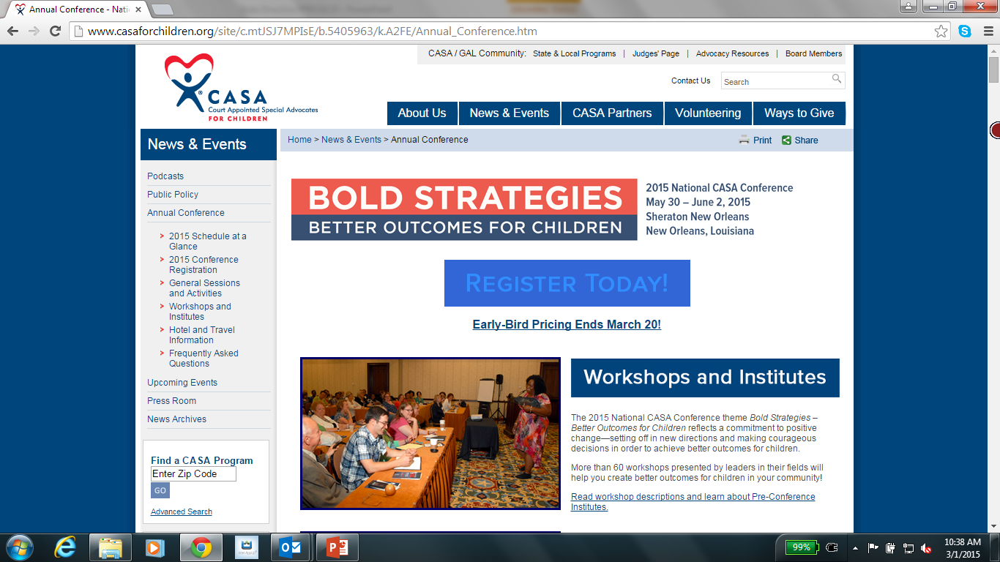 Annual Conference - Natio
www.casaforchildren.org/site/c.mtJSJ7MPIsE/b.5405963/k.A2FE/Annual_Conference.htm
CASA / GAL Community: State & Local Programs | Judges' Page | Advocacy Resources | Board Members
Contact Us
Search
® CASA
Court Appointed Special Advocates
FOR CHILDREN
About Us
News & Events
CASA Partners
Volunteering
Ways to Give
News & Events
Home > News & Events > Annual Conference
Print
Share
Podcasts
Public Policy
Annual Conference
> 2015 Schedule at a
Glance
> 2015 Conference
Registration
> General Sessions
and Activities
> Workshops and
Institutes
> Hotel and Travel
Information
> Frequently Asked
Questions
Upcoming Events
Press Room
News Archives
Find a CASA Program
Enter Zip Code
GO
Advanced Search
BOLD STRATEGIES
BETTER OUTCOMES FOR CHILDREN
2015 National CASA Conference
May 30 – June 2, 2015
Sheraton New Orleans
New Orleans, Louisiana
REGISTER TODAY!
Early-Bird Pricing Ends March 20!
Workshops and Institutes
The 2015 National CASA Conference theme Bold Strategies –
Better Outcomes for Children reflects a commitment to positive
change—setting off in new directions and making courageous
decisions in order to achieve better outcomes for children.
More than 60 workshops presented by leaders in their fields will
help you create better outcomes for children in your community!
Read workshop descriptions and learn about Pre-Conference
Institutes.
99%
10:38 AM
3/1/2015